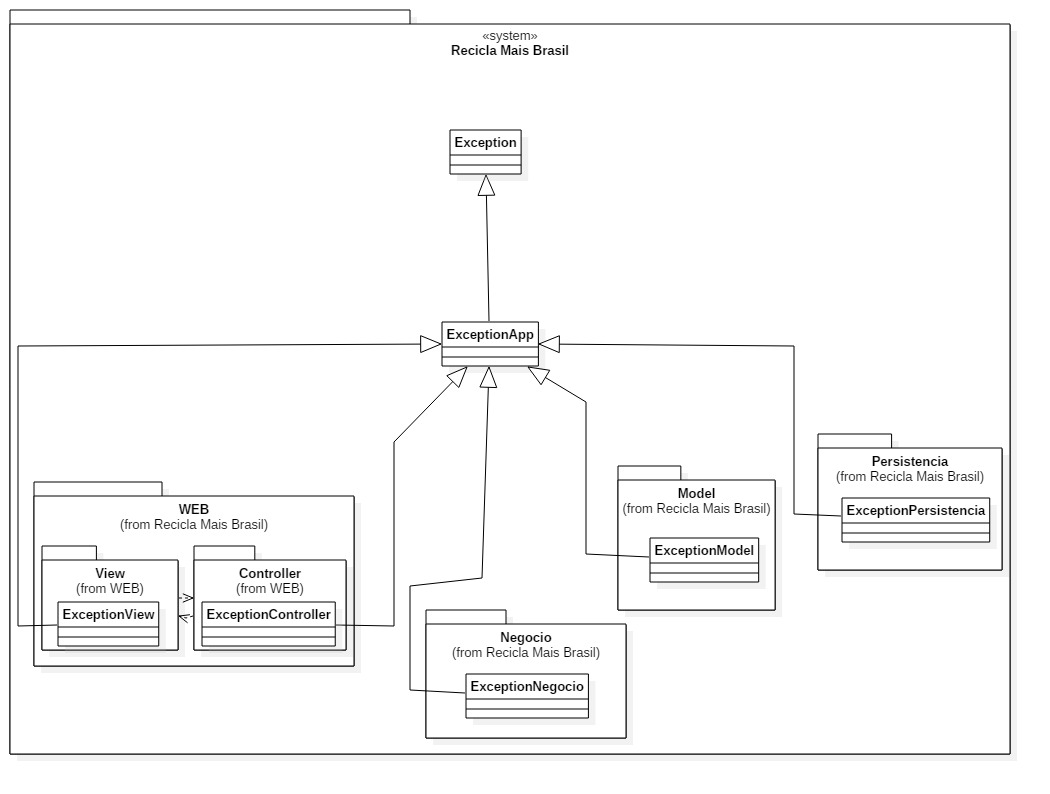 «system»
Recicla Mais Brasil
Exception
ExceptionApp
WEB
(from Recicla Mais Brasil)
View
(from WEB)
ExceptionView
Controller
(from WEB)
ExceptionController
Negocio
(from Recicla Mais Brasil)
ExceptionNegocio
Model
(from Recicla Mais Brasil)
ExceptionModel
Persistencia
(from Recicla Mais Brasil)
ExceptionPersistencia